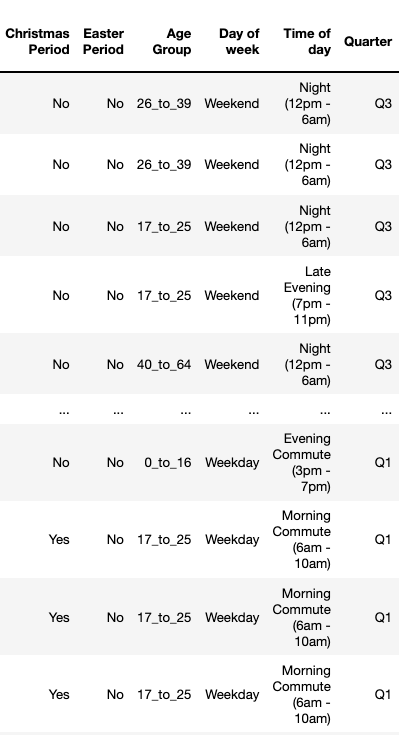 Christmas Period Easter Period Age Group Day of week Time of day Quarter
No No 26_to_39 Weekend Night (12pm - 6am) Q3
No No 26_to_39 Weekend Night (12pm - 6am) Q3
No No 17_to_25 Weekend Night (12pm - 6am) Q3
No No 17_to_25 Weekend Late Evening (7pm - 11pm) Q3
No No 40_to_64 Weekend Night (12pm - 6am) Q3
... ... ... ... ... ...
No No 0_to_16 Weekday Evening Commute (3pm - 7pm) Q1
Yes No 17_to_25 Weekday Morning Commute (6am - 10am) Q1
Yes No 17_to_25 Weekday Morning Commute (6am - 10am) Q1
Yes No 17_to_25 Weekday Morning Commute (6am - 10am) Q1